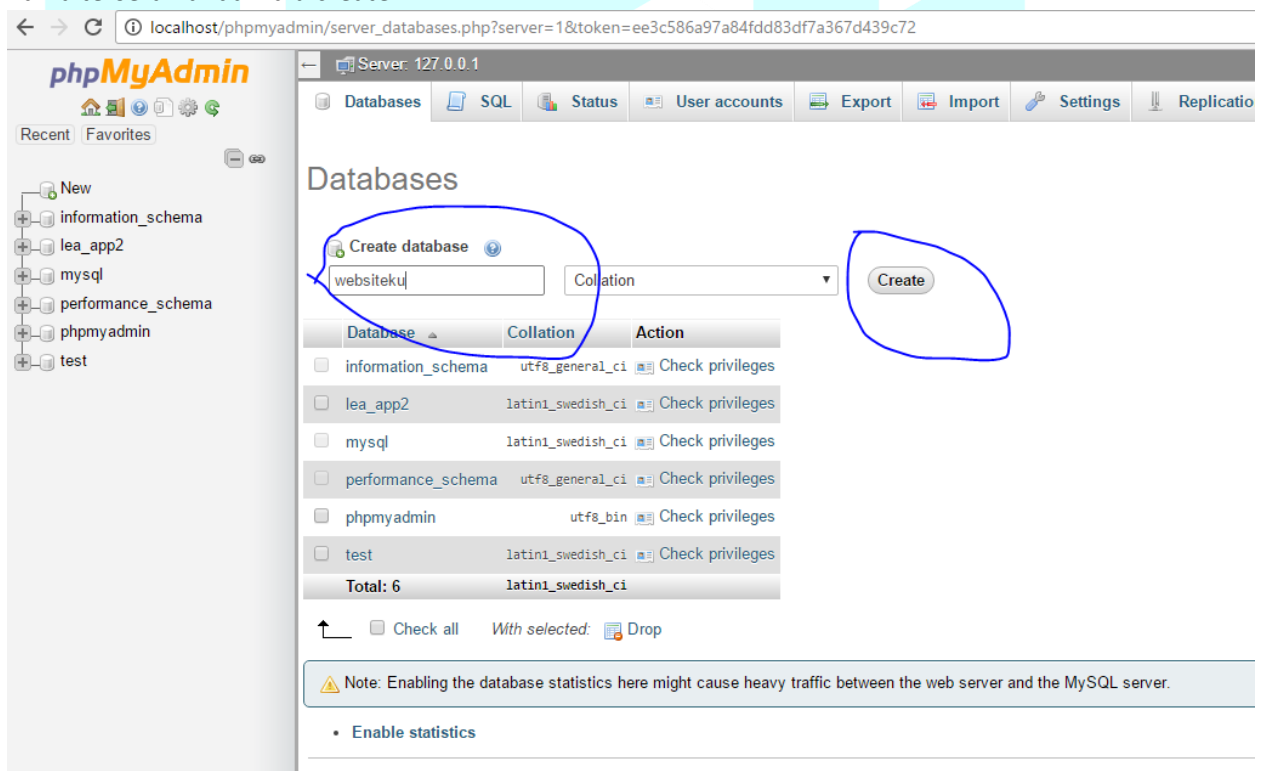 localhost/phpmyadmin/server_databases.php?server=1&token=ee3c586a97a84fdd83df7a367d439c72
phpMyAdmin
Recent Favorites
New
information_schema
lea_app2
mysql
performance_schema
phpmyadmin
test
Server: 127.0.0.1
Databases SQL Status User accounts Export Import Settings Replicatio
Databases
Create database
websiteku Collation Create
Database Collation Action
information_schema utf8_general_ci Check privileges
lea_app2 latin1_swedish_ci Check privileges
mysql latin1_swedish_ci Check privileges
performance_schema utf8_general_ci Check privileges
phpmyadmin utf8_bin Check privileges
test latin1_swedish_ci Check privileges
Total: 6 latin1_swedish_ci
Check all With selected: Drop
Note: Enabling the database statistics here might cause heavy traffic between the web server and the MySQL server.
• Enable statistics